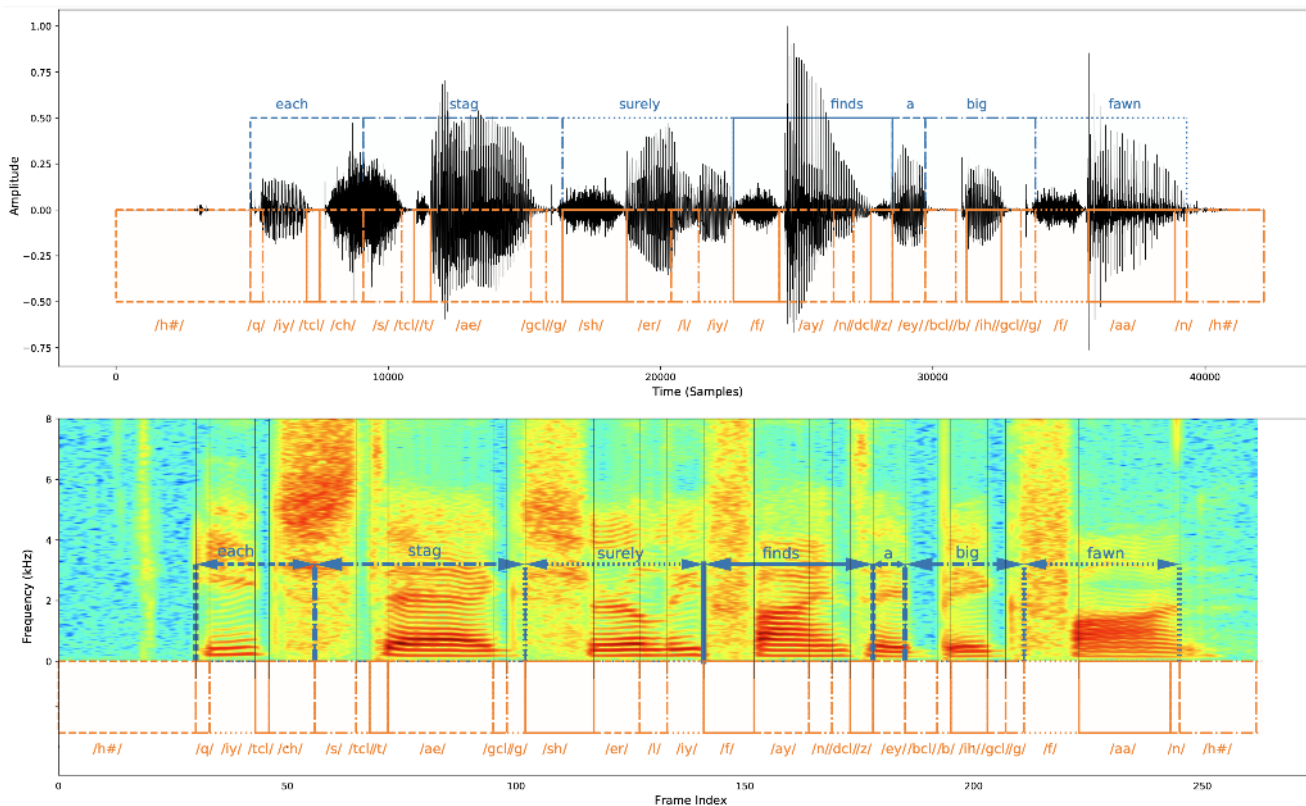 1.00
0.75
0.50
0.25
0.00
−0.25
−0.50
−0.75
Amplitude
each stag surely finds a big fawn
/h#/ /q/ /iy/ /tcl/ /ch/ /s/ /tcl//t/ /ae/ /gcl//g/ /sh/ /er/ /l/ /iy/ /f/ /ay/ /n//dcl//z/ /ey//bcl//b/ /ih//gcl//g/ /f/ /aa/ /n/ /h#/
0 10000 20000 30000 40000
Time (Samples)
8
6
4
2
0
Frequency (kHz)
each stag surely finds a big fawn
/h#/ /q/ /iy/ /tcl/ /ch/ /s/ /tcl//t/ /ae/ /gcl//g/ /sh/ /er/ /l/ /iy/ /f/ /ay/ /n//dcl//z/ /ey//bcl//b/ /ih//gcl//g/ /f/ /aa/ /n/ /h#/
0 50 100 150 200 250
Frame Index